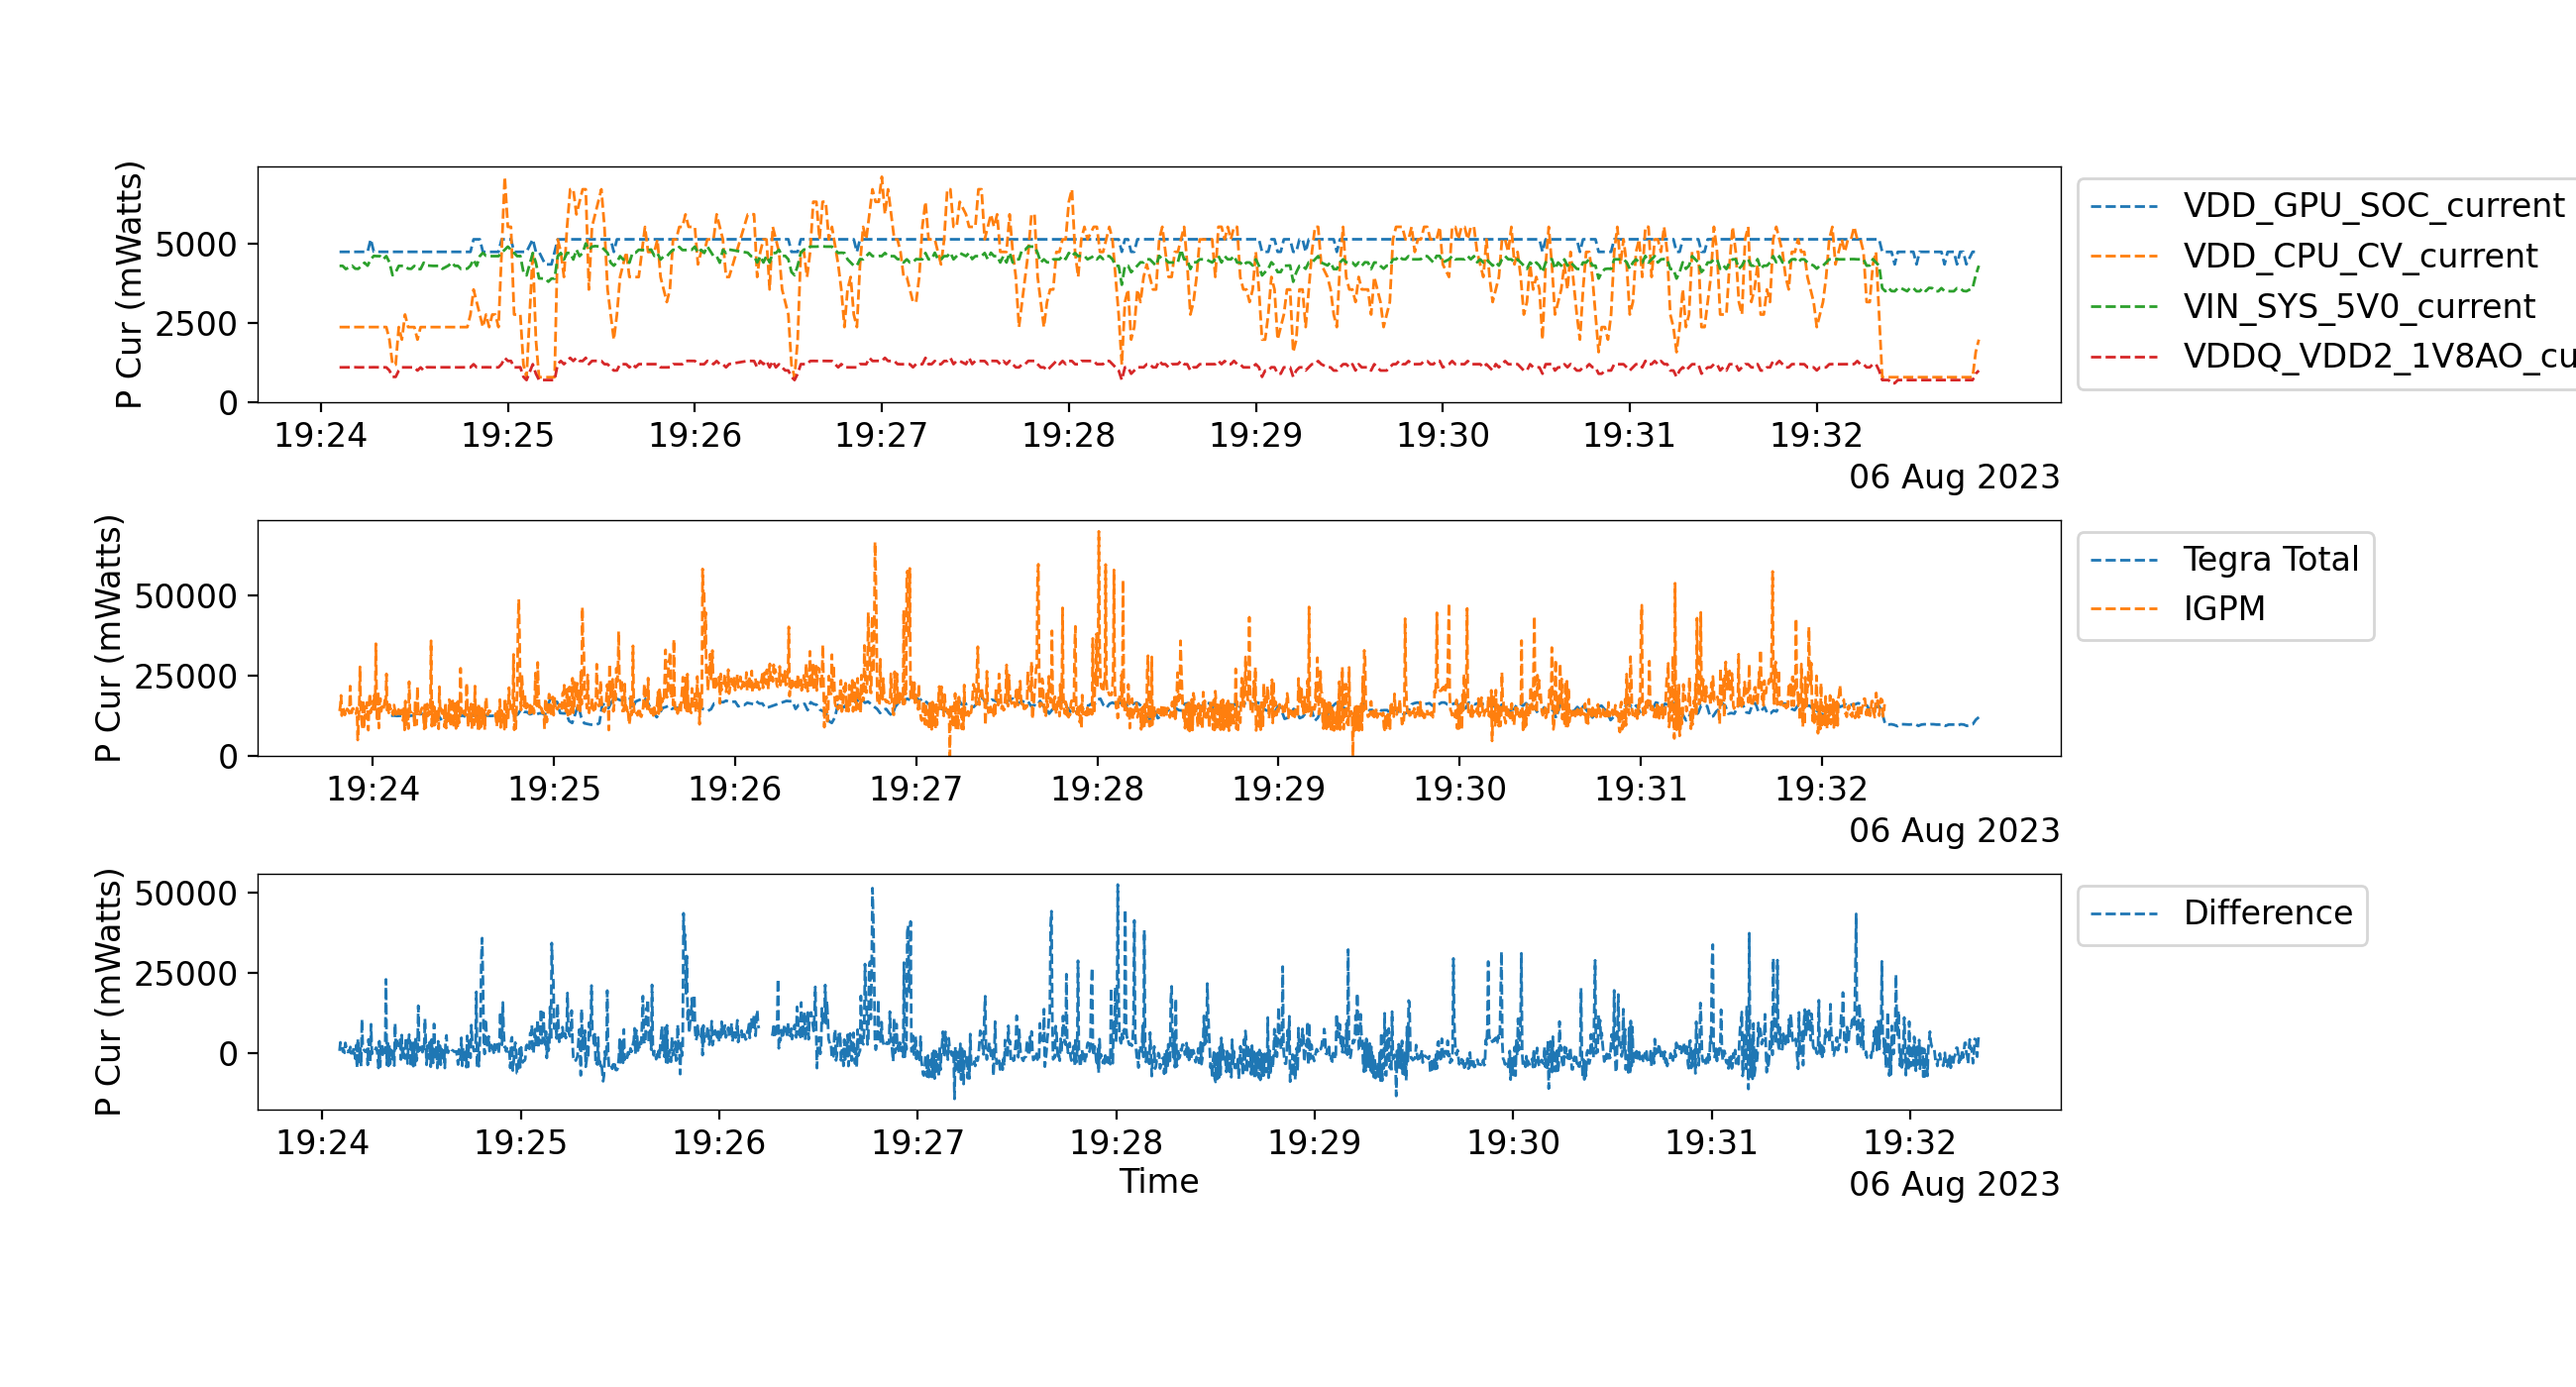 P Cur (mWatts)
5000
2500
0
19:24 19:25 19:26 19:27 19:28 19:29 19:30 19:31 19:32
06 Aug 2023
VDD_GPU_SOC_current
VDD_CPU_CV_current
VIN_SYS_5V0_current
VDDQ_VDD2_1V8AO_cu
P Cur (mWatts)
50000
25000
0
19:24 19:25 19:26 19:27 19:28 19:29 19:30 19:31 19:32
06 Aug 2023
Tegra Total
IGPM
P Cur (mWatts)
50000
25000
0
19:24 19:25 19:26 19:27 19:28 19:29 19:30 19:31 19:32
Time
06 Aug 2023
Difference